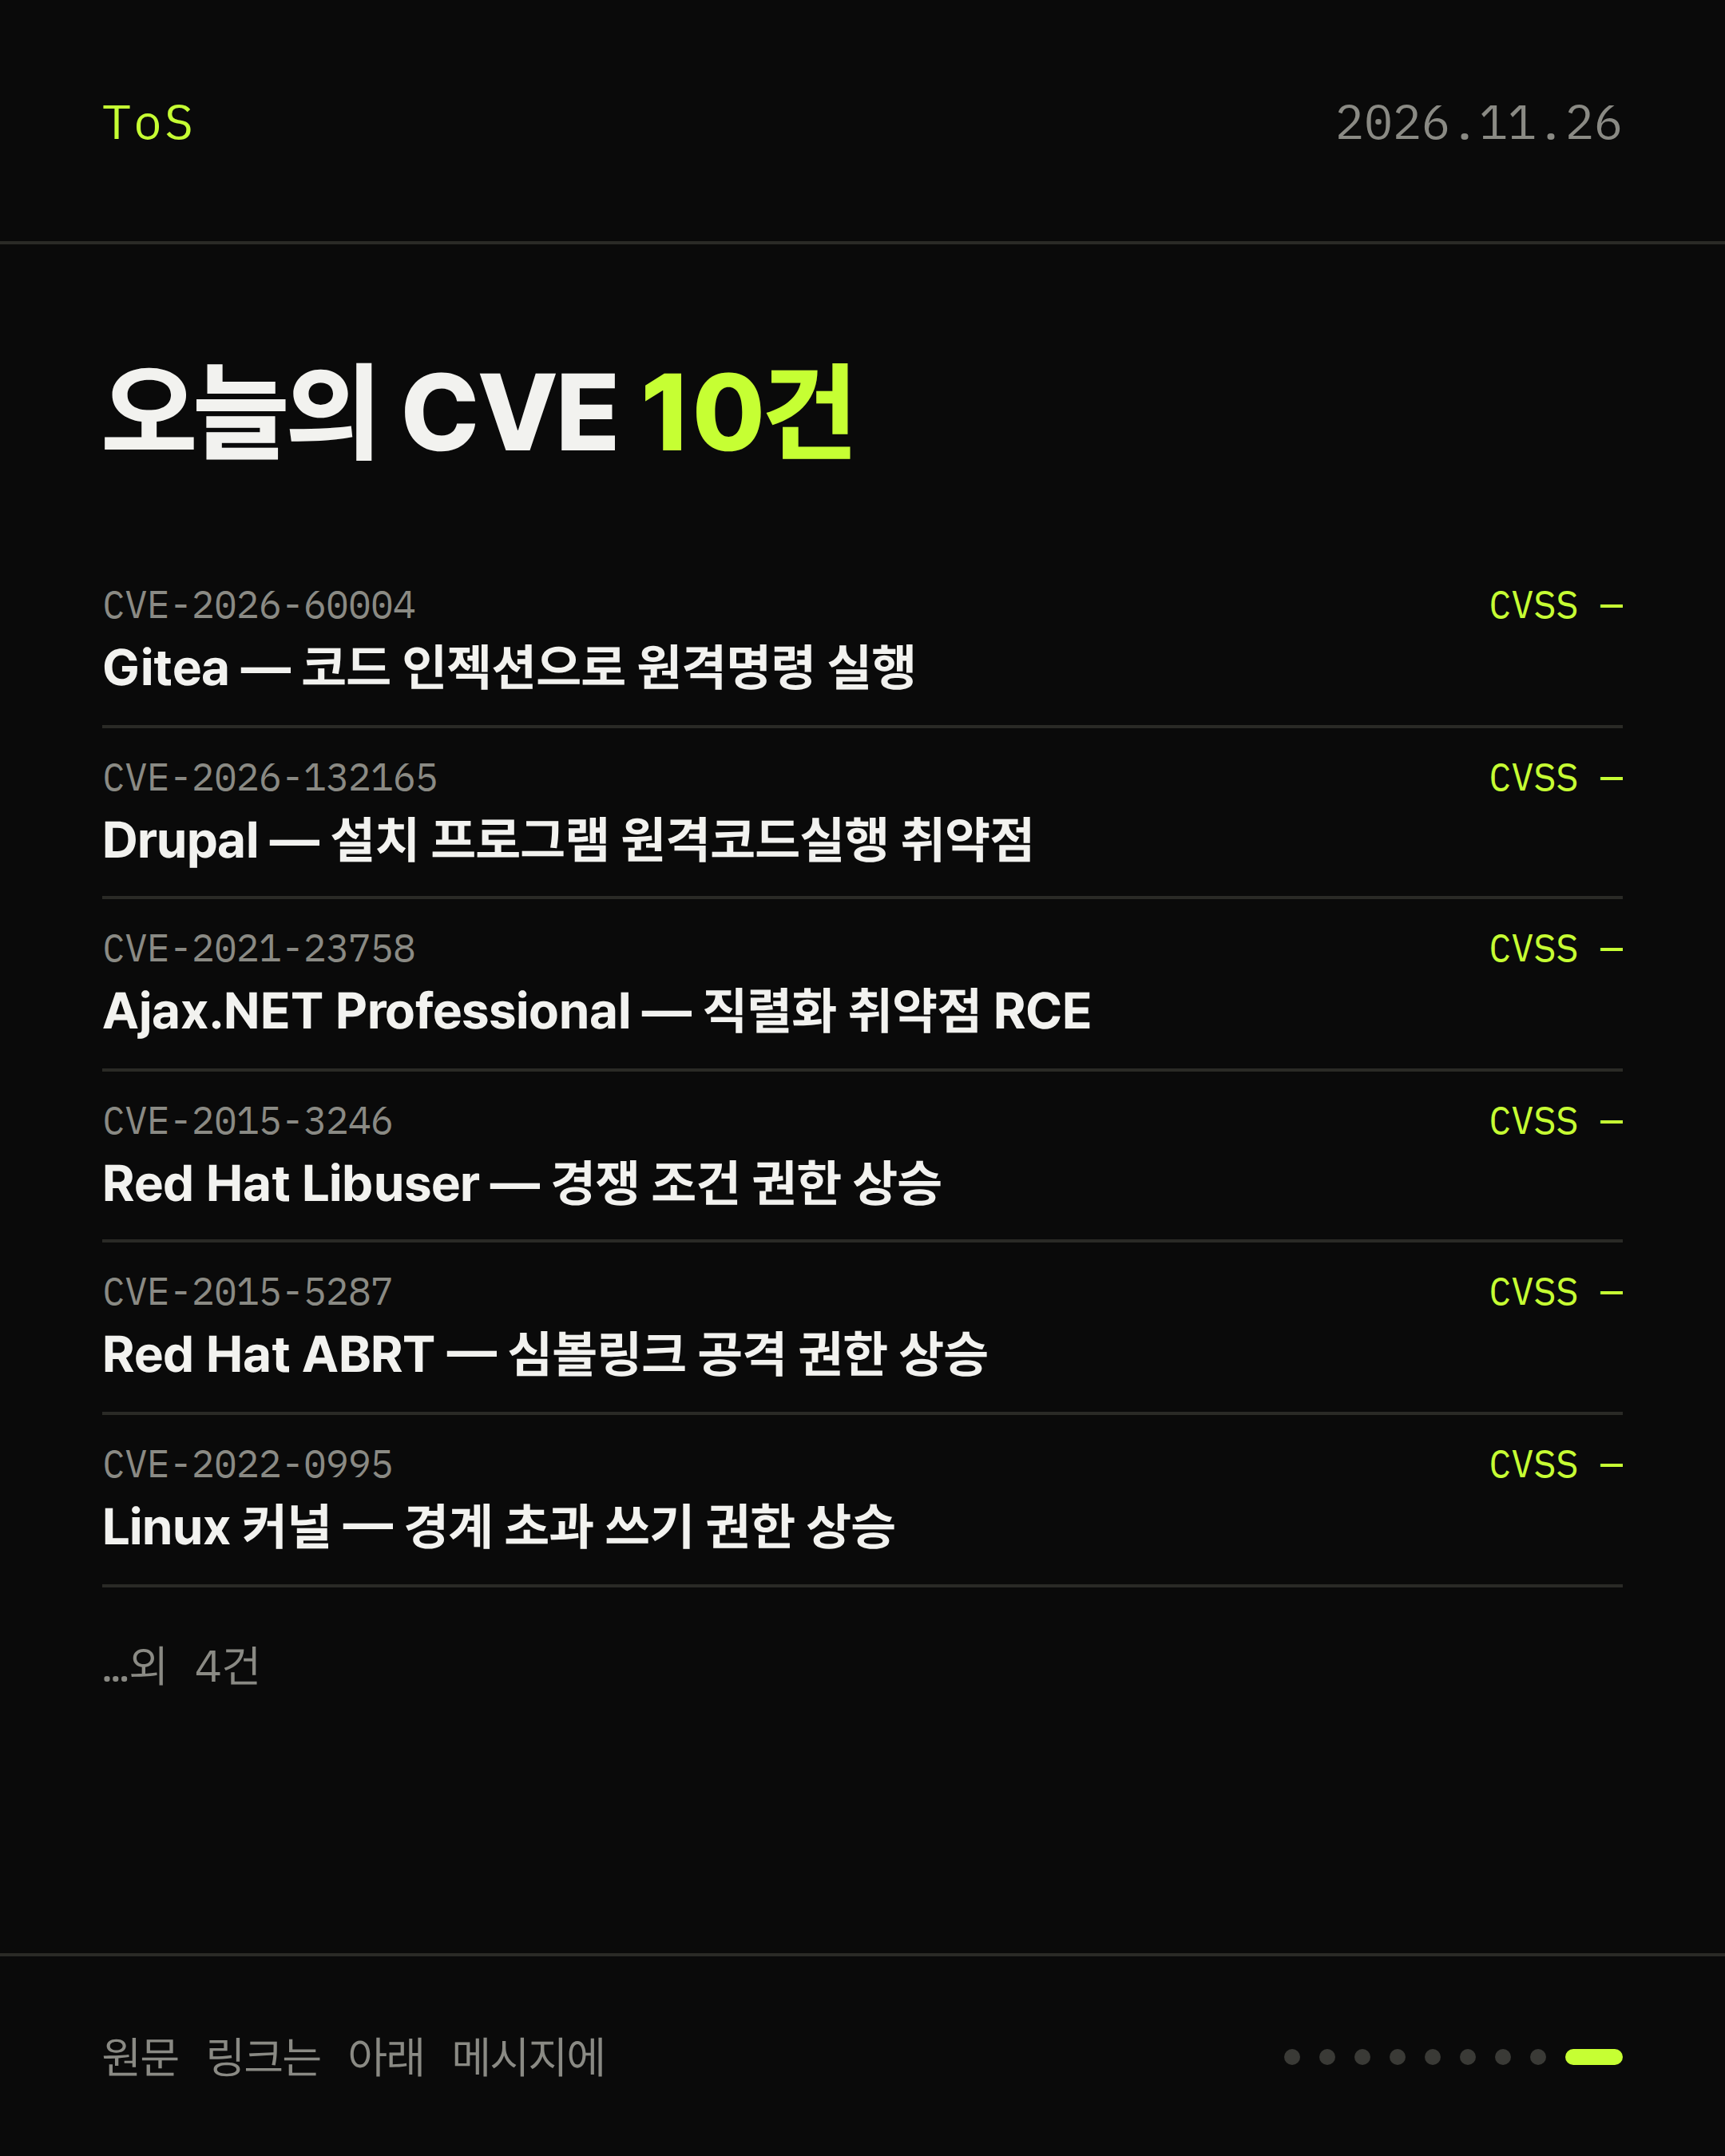 ToS
2026.11.26
오늘의 CVE 10건
CVE-2026-60004
CVSS —
Gitea — 코드 인젝션으로 원격명령 실행
CVE-2026-132165
CVSS —
Drupal — 설치 프로그램 원격코드실행 취약점
CVE-2021-23758
CVSS —
Ajax.NET Professional — 직렬화 취약점 RCE
CVE-2015-3246
CVSS —
Red Hat Libuser — 경쟁 조건 권한 상승
CVE-2015-5287
CVSS —
Red Hat ABRT — 심볼링크 공격 권한 상승
CVE-2022-0995
CVSS —
Linux 커널 — 경계 초과 쓰기 권한 상승
…외 4건
원문 링크는 아래 메시지에